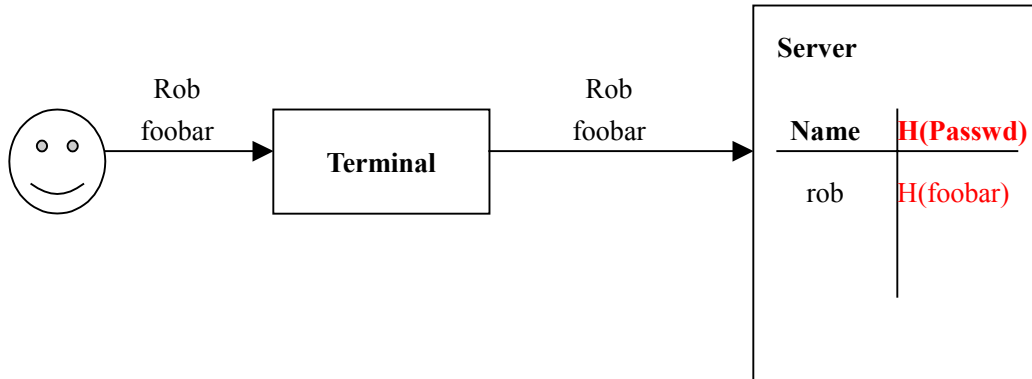 Rob
foobar
Terminal
Rob
foobar
Server
Name H(Passwd)
rob H(foobar)